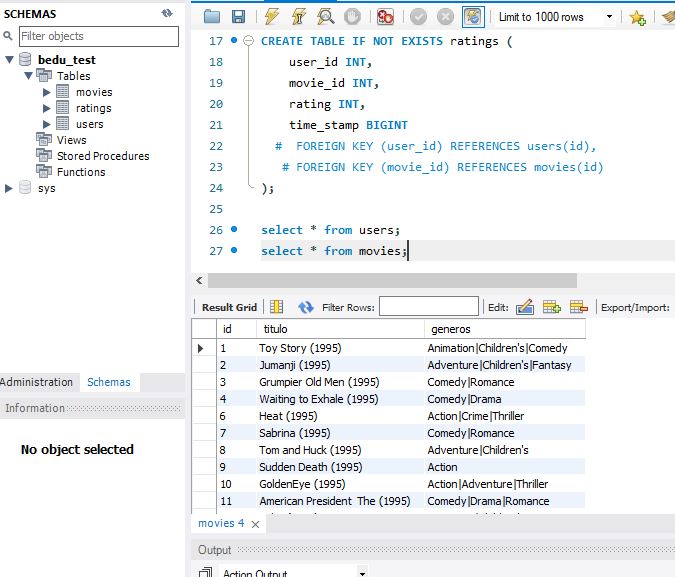 SCHEMAS
Filter objects
bedu_test
Tables
movies
ratings
users
Views
Stored Procedures
Functions
sys
Administration Schemas
Information
No object selected
Limit to 1000 rows
17 CREATE TABLE IF NOT EXISTS ratings (
18 user_id INT,
19 movie_id INT,
20 rating INT,
21 time_stamp BIGINT
22 # FOREIGN KEY (user_id) REFERENCES users(id),
23 # FOREIGN KEY (movie_id) REFERENCES movies(id)
24 );
25
26 select * from users;
27 select * from movies;
Result Grid Filter Rows: Edit: Export/Import:
id titulo generos
1 Toy Story (1995) Animation|Children's|Comedy
2 Jumanji (1995) Adventure|Children's|Fantasy
3 Grumpier Old Men (1995) Comedy|Romance
4 Waiting to Exhale (1995) Comedy|Drama
6 Heat (1995) Action|Crime|Thriller
7 Sabrina (1995) Comedy|Romance
8 Tom and Huck (1995) Adventure|Children's
9 Sudden Death (1995) Action
10 GoldenEye (1995) Action|Adventure|Thriller
11 American President The (1995) Comedy|Drama|Romance
movies 4
Output
Action Output